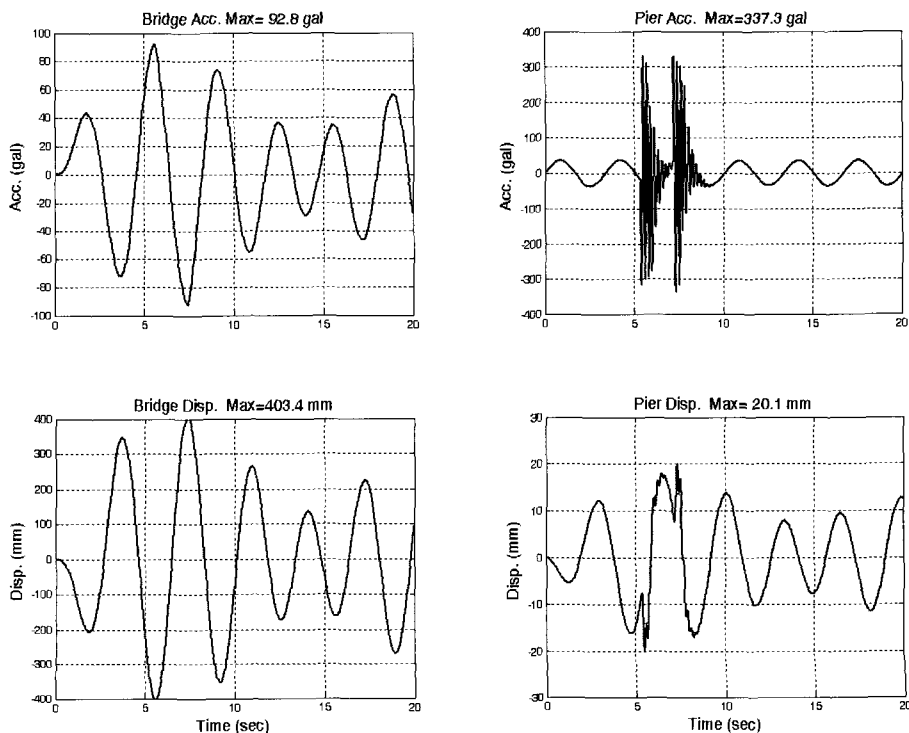 Bridge Acc. Max= 92.8 gal
100
80
60
40
20
0
-20
-40
-60
-80
-100
Acc. (gal)
0 5 10 15 20
Pier Acc. Max=337.3 gal
400
300
200
100
0
-100
-200
-300
-400
Acc. (gal)
0 5 10 15 20
Bridge Disp. Max=403.4 mm
400
300
200
100
0
-100
-200
-300
-400
Disp. (mm)
0 5 10 15 20
Time (sec)
Pier Disp. Max= 20.1 mm
30
20
10
0
-10
-20
-30
Disp. (mm)
0 5 10 15 20
Time (sec)